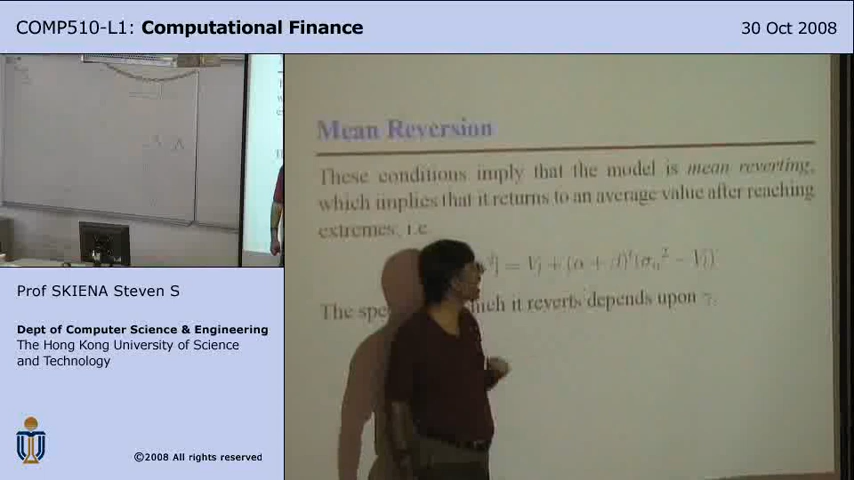 COMP510-L1: Computational Finance
30 Oct 2008
Mean Reversion
These conditions imply that the model is mean reverting,
which implies that it returns to an average value after reaching
extremes, i.e.
] = V_l + (α + β)^t(σ_n^2 − V_l)
The spe which it reverts depends upon γ.
Prof SKIENA Steven S
Dept of Computer Science & Engineering
The Hong Kong University of Science
and Technology
©2008 All rights reserved